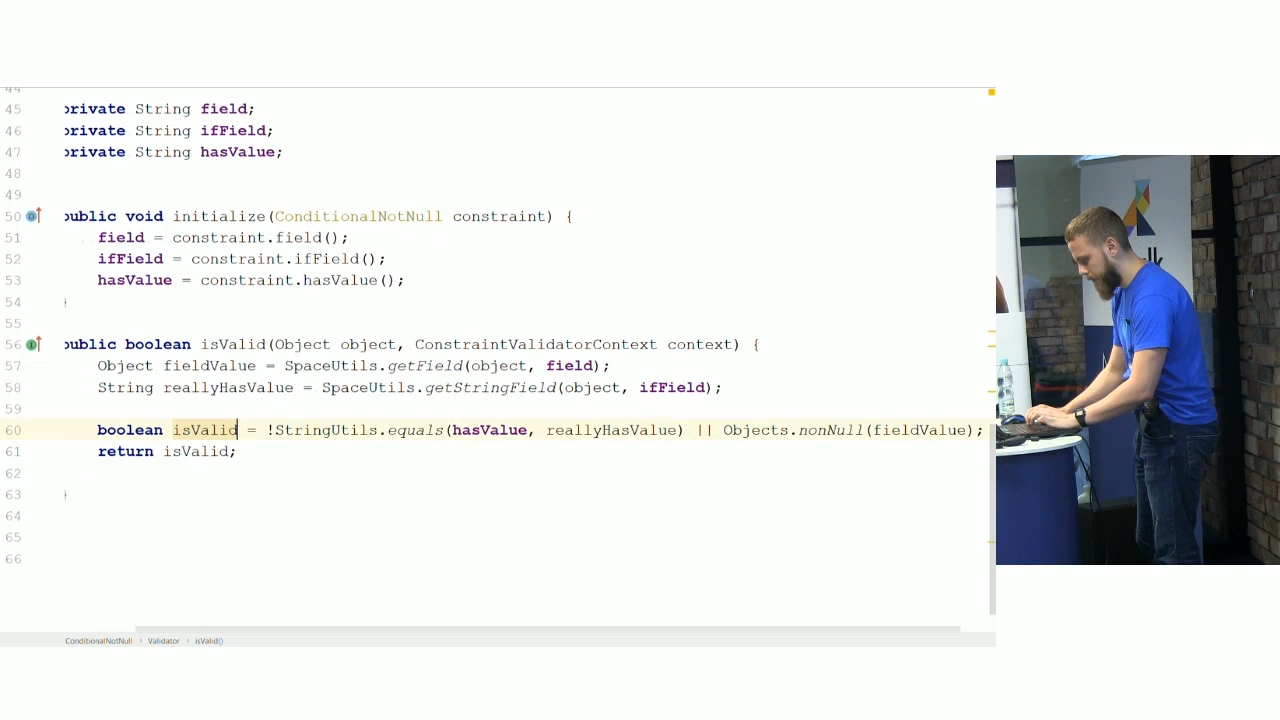 44
45 private String field;
46 private String ifField;
47 private String hasValue;
48
49
50 public void initialize(ConditionalNotNull constraint) {
51 field = constraint.field();
52 ifField = constraint.ifField();
53 hasValue = constraint.hasValue();
54 }
55
56 public boolean isValid(Object object, ConstraintValidatorContext context) {
57 Object fieldValue = SpaceUtils.getField(object, field);
58 String reallyHasValue = SpaceUtils.getStringField(object, ifField);
59
60 boolean isValid = !StringUtils.equals(hasValue, reallyHasValue) || Objects.nonNull(fieldValue);
61 return isValid;
62
63 }
64
65
66
ConditionalNotNull › Validator › isValid()